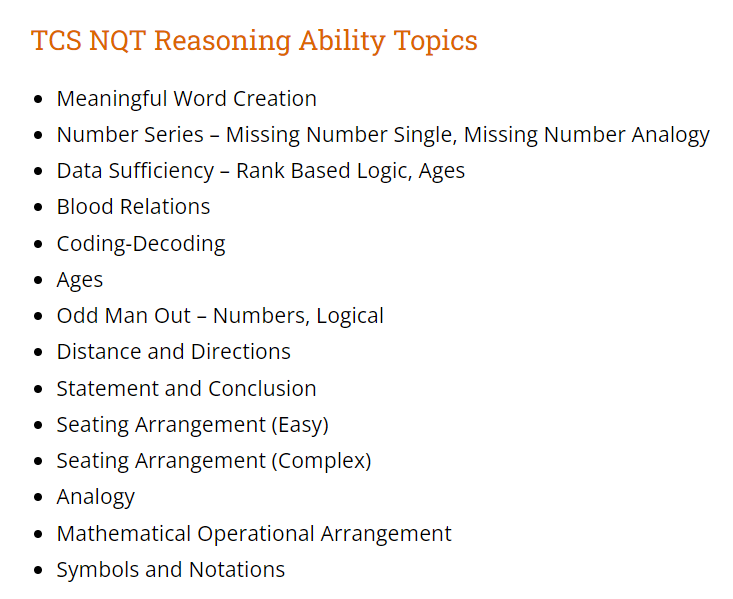 TCS NQT Reasoning Ability Topics
• Meaningful Word Creation
• Number Series – Missing Number Single, Missing Number Analogy
• Data Sufficiency – Rank Based Logic, Ages
• Blood Relations
• Coding-Decoding
• Ages
• Odd Man Out – Numbers, Logical
• Distance and Directions
• Statement and Conclusion
• Seating Arrangement (Easy)
• Seating Arrangement (Complex)
• Analogy
• Mathematical Operational Arrangement
• Symbols and Notations